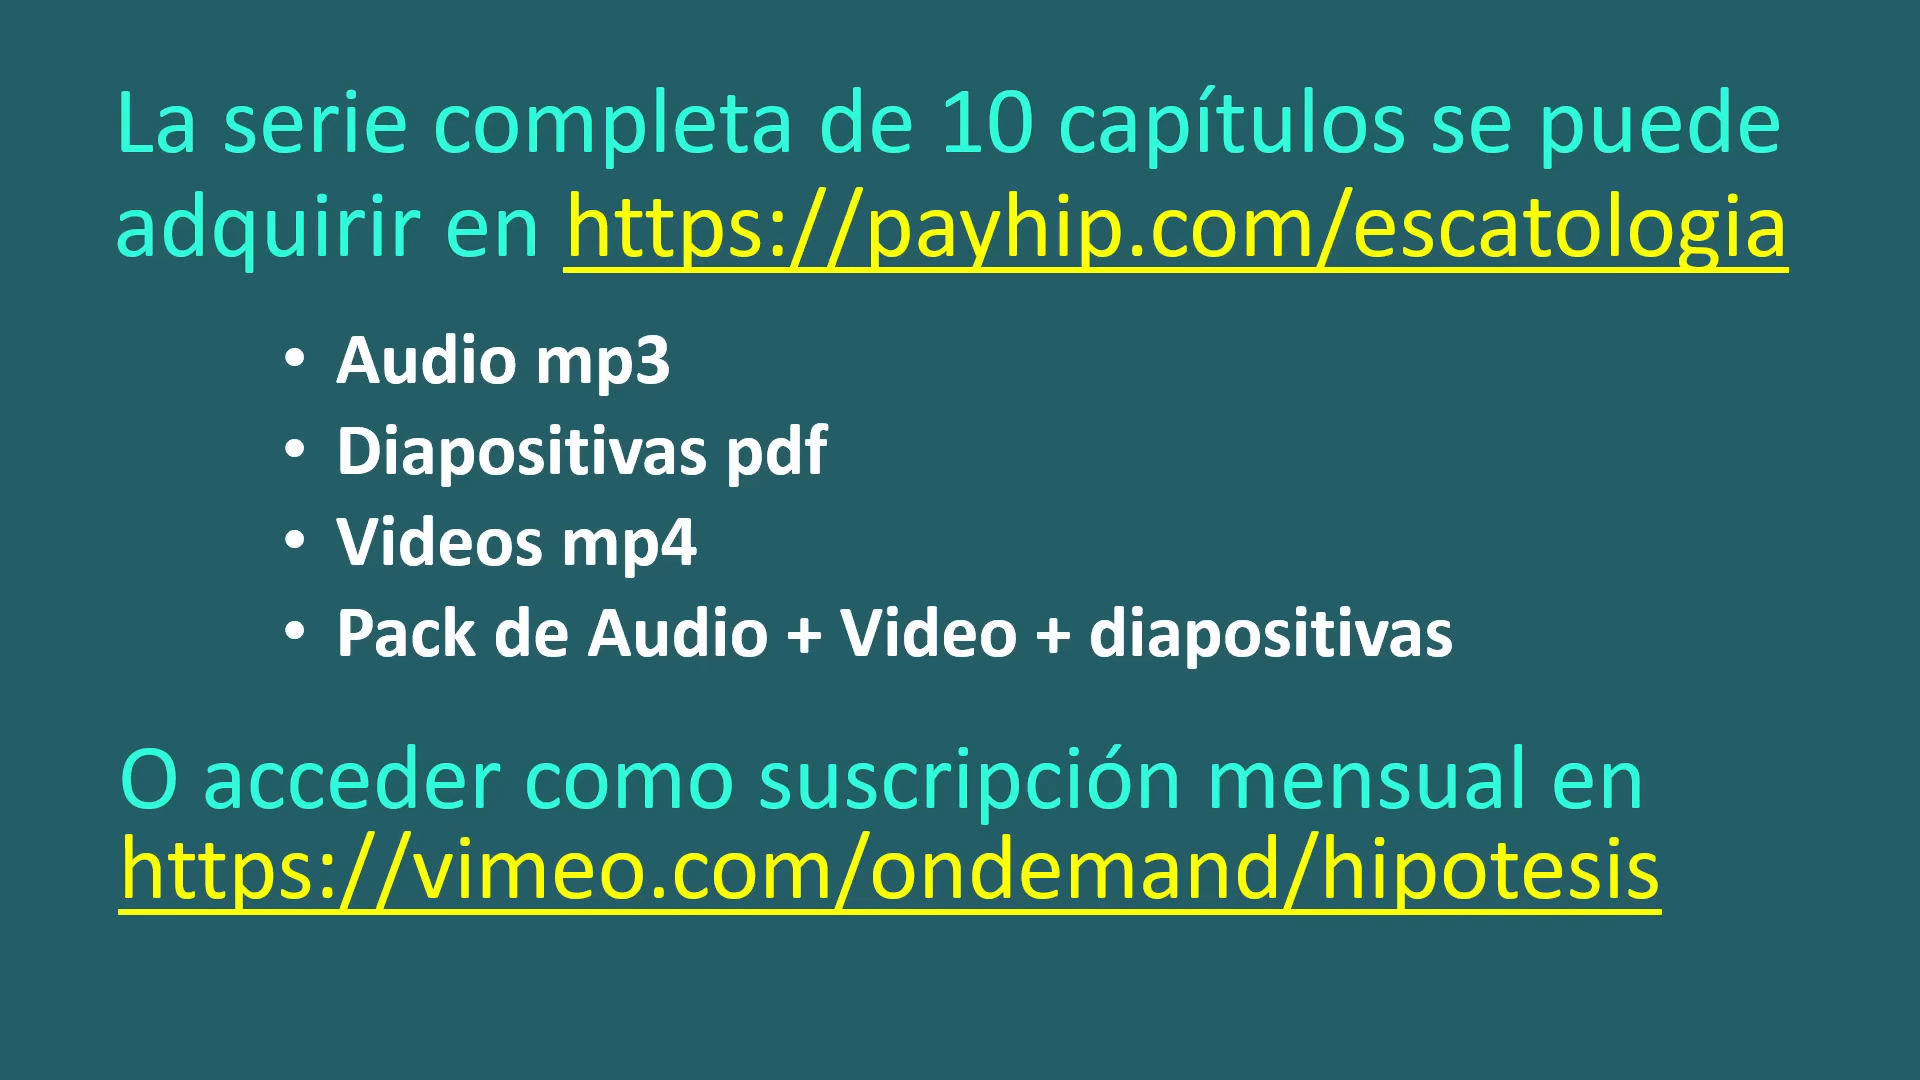 La serie completa de 10 capítulos se puede
adquirir en https://payhip.com/escatologia
• Audio mp3
• Diapositivas pdf
• Videos mp4
• Pack de Audio + Video + diapositivas
O acceder como suscripción mensual en
https://vimeo.com/ondemand/hipotesis